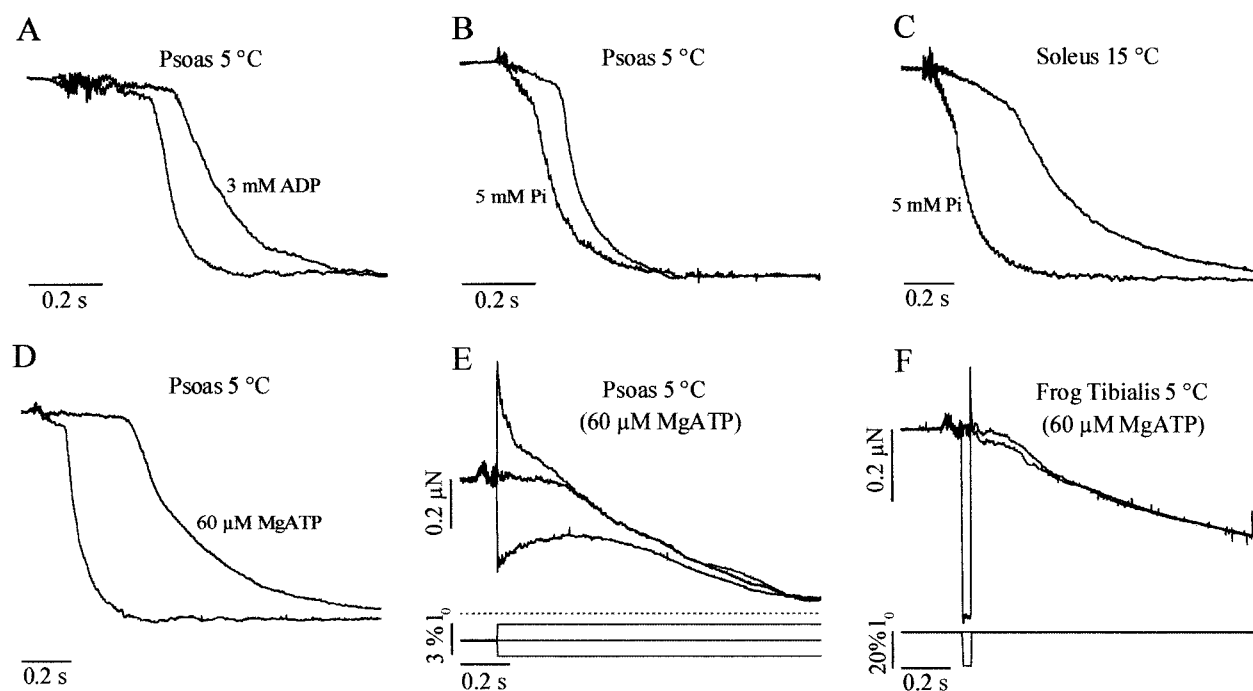 A
Psoas 5 °C
3 mM ADP
0.2 s
B
Psoas 5 °C
5 mM Pi
0.2 s
C
Soleus 15 °C
5 mM Pi
0.2 s
D
Psoas 5 °C
60 µM MgATP
0.2 s
E
Psoas 5 °C
(60 µM MgATP)
0.2 µN
3 % l₀
0.2 s
F
Frog Tibialis 5 °C
(60 µM MgATP)
0.2 µN
20% l₀
0.2 s